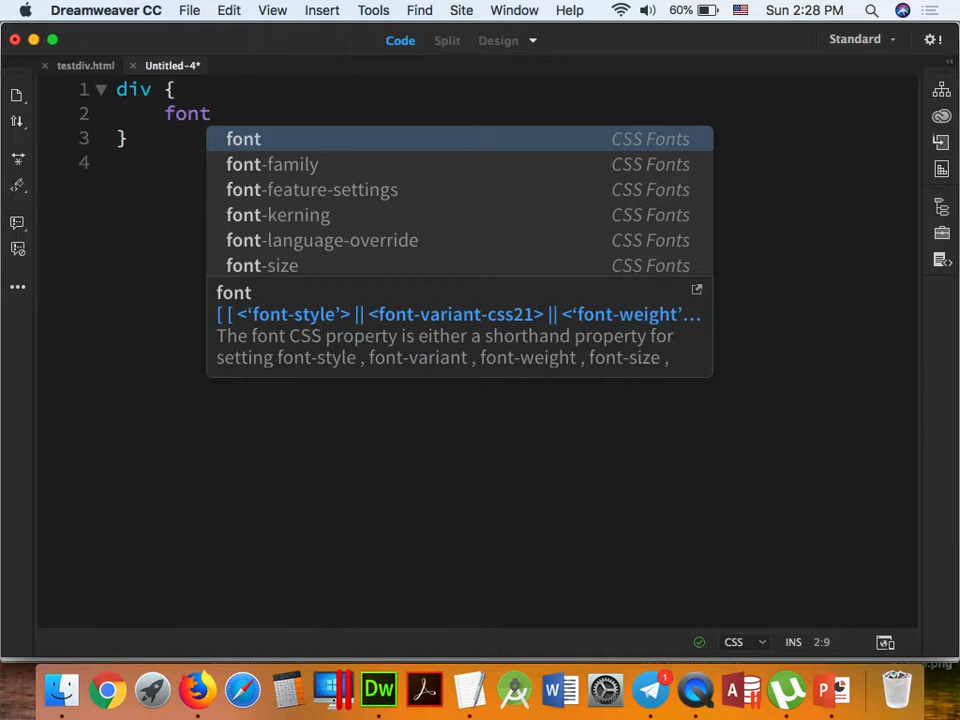 Dreamweaver CC File Edit View Insert Tools Find Site Window Help 60% Sun 2:28 PM
Code Split Design Standard
testdiv.html Untitled-4*
1 div {
2 font
3 }
4
font CSS Fonts
font-family CSS Fonts
font-feature-settings CSS Fonts
font-kerning CSS Fonts
font-language-override CSS Fonts
font-size CSS Fonts
font
[ [ <‘font-style’> || <font-variant-css21> || <‘font-weight’...
The font CSS property is either a shorthand property for
setting font-style , font-variant , font-weight , font-size ,
CSS INS 2:9
.png
Dw W 1 A P